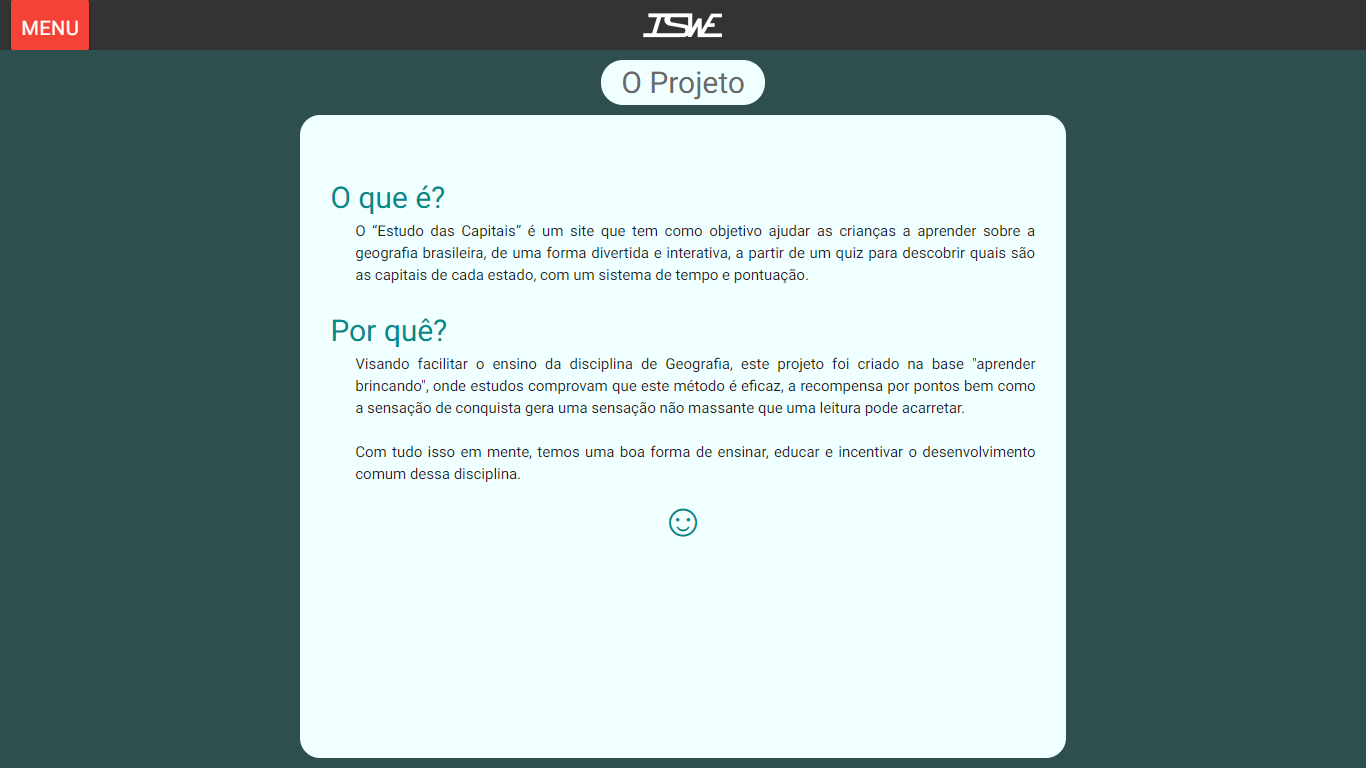 MENU
ISWE
O Projeto
O que é?
O “Estudo das Capitais” é um site que tem como objetivo ajudar as crianças a aprender sobre a
geografia brasileira, de uma forma divertida e interativa, a partir de um quiz para descobrir quais são
as capitais de cada estado, com um sistema de tempo e pontuação.
Por quê?
Visando facilitar o ensino da disciplina de Geografia, este projeto foi criado na base "aprender
brincando", onde estudos comprovam que este método é eficaz, a recompensa por pontos bem como
a sensação de conquista gera uma sensação não massante que uma leitura pode acarretar.
Com tudo isso em mente, temos uma boa forma de ensinar, educar e incentivar o desenvolvimento
comum dessa disciplina.